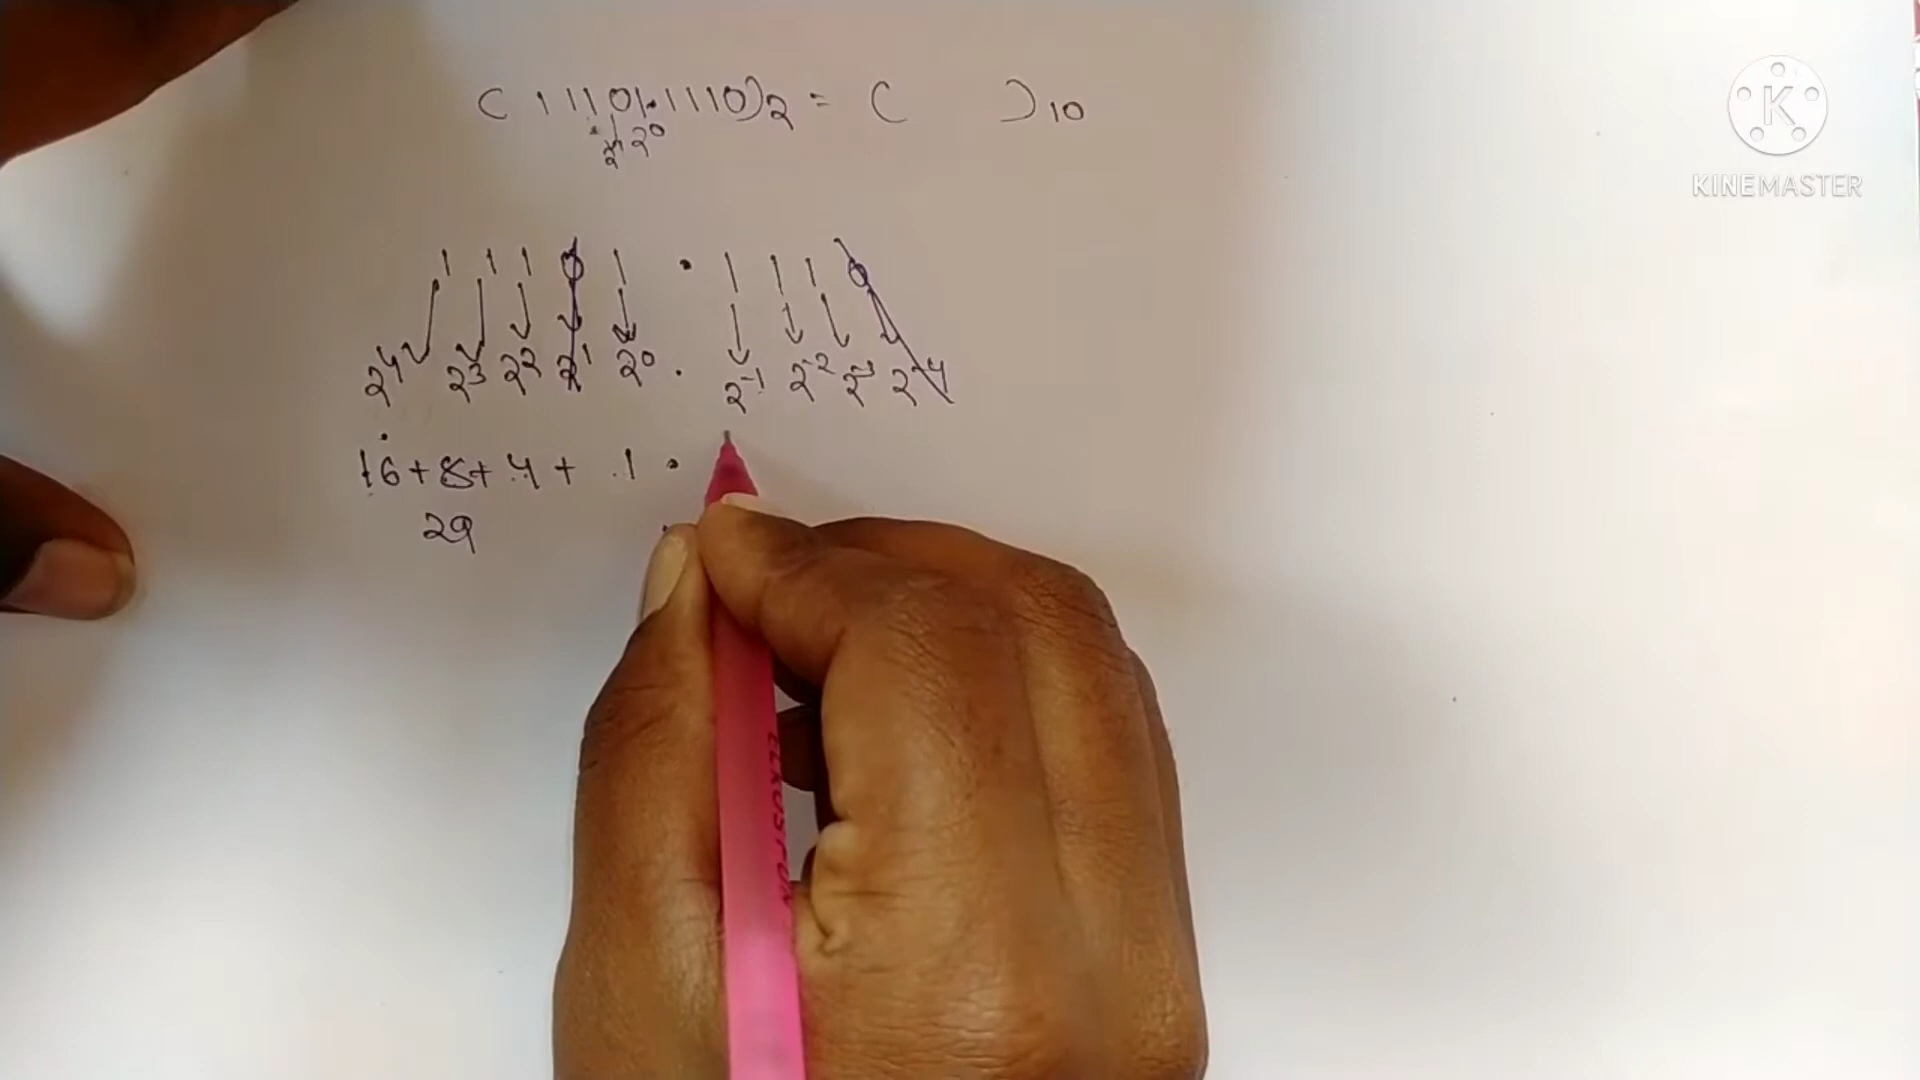 (11101.1110)2 = (      )10
2¹ 2⁰
1 1 1 0 1 . 1 1 1 0
2⁴ 2³ 2² 2¹ 2⁰ . 2⁻¹ 2⁻² 2⁻³ 2⁻⁴
16+8+4+ 1 .
29 .
K
KINEMASTER